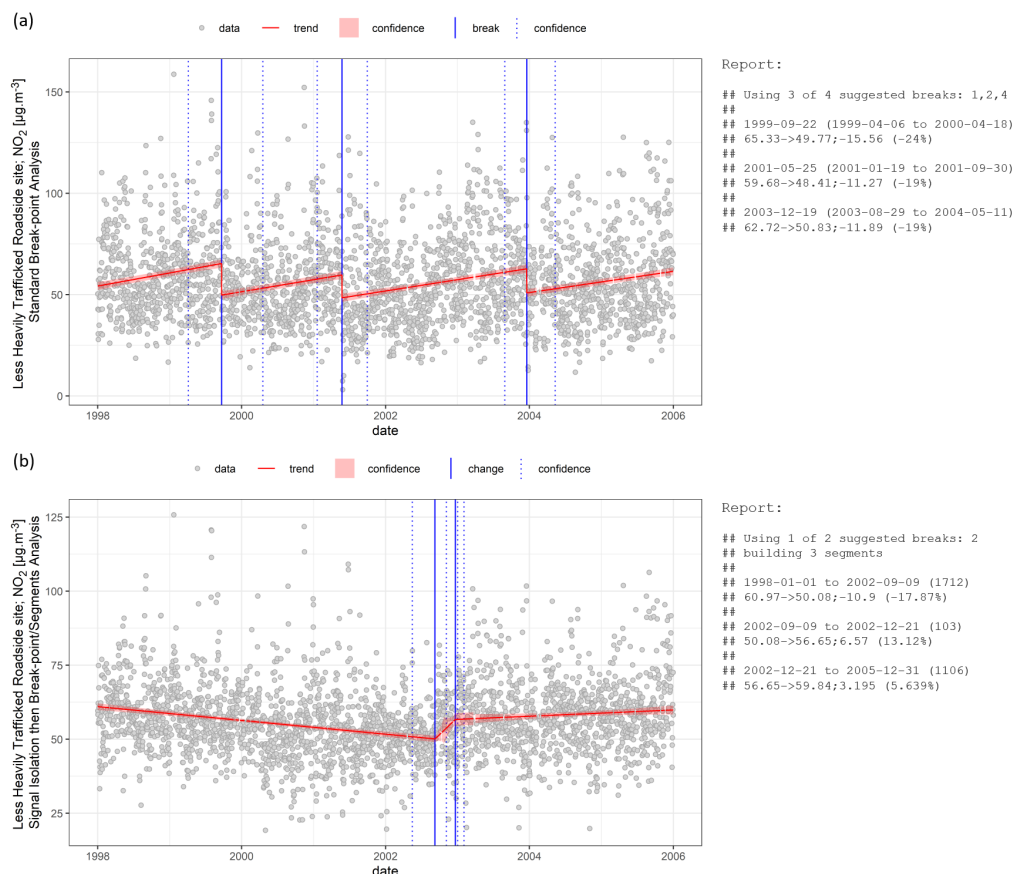 (a)
data trend confidence break confidence
Less Heavily Trafficked Roadside site; NO2 [µg.m-3]
Standard Break-point Analysis
150
100
50
0
1998 2000 2002 2004 2006
date
Report:
## Using 3 of 4 suggested breaks: 1,2,4
##
## 1999-09-22 (1999-04-06 to 2000-04-18)
## 65.33->49.77;-15.56 (-24%)
##
## 2001-05-25 (2001-01-19 to 2001-09-30)
## 59.68->48.41;-11.27 (-19%)
##
## 2003-12-19 (2003-08-29 to 2004-05-11)
## 62.72->50.83;-11.89 (-19%)
(b)
data trend confidence change confidence
Less Heavily Trafficked Roadside site; NO2 [µg.m-3]
Signal Isolation then Break-point/Segments Analysis
125
100
75
50
25
1998 2000 2002 2004 2006
date
Report:
## Using 1 of 2 suggested breaks: 2
## building 3 segments
##
## 1998-01-01 to 2002-09-09 (1712)
## 60.97->50.08;-10.9 (-17.87%)
##
## 2002-09-09 to 2002-12-21 (103)
## 50.08->56.65;6.57 (13.12%)
##
## 2002-12-21 to 2005-12-31 (1106)
## 56.65->59.84;3.195 (5.639%)